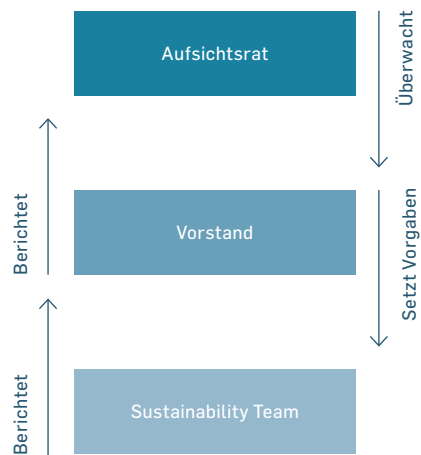 Aufsichtsrat
Überwacht
Berichtet
Vorstand
Setzt Vorgaben
Berichtet
Sustainability Team